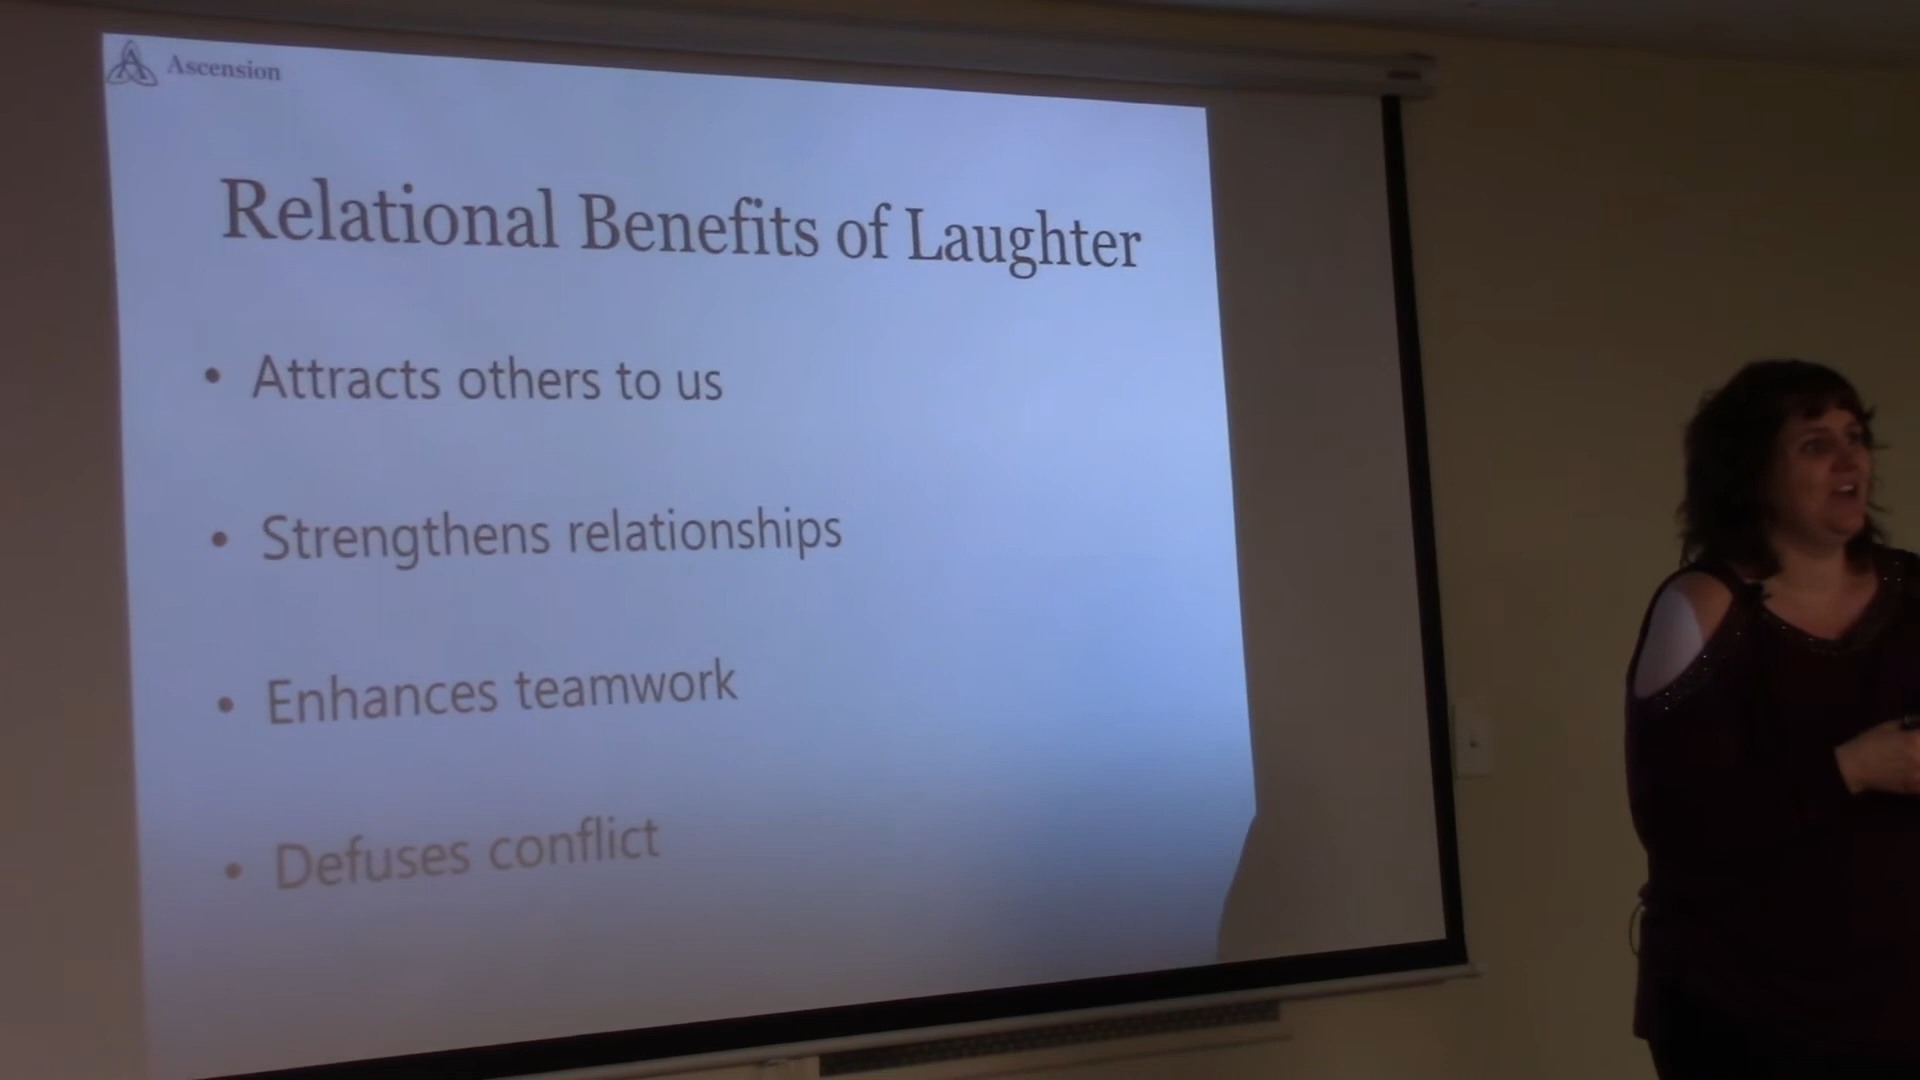 Ascension
Relational Benefits of Laughter
• Attracts others to us
• Strengthens relationships
• Enhances teamwork
• Defuses conflict